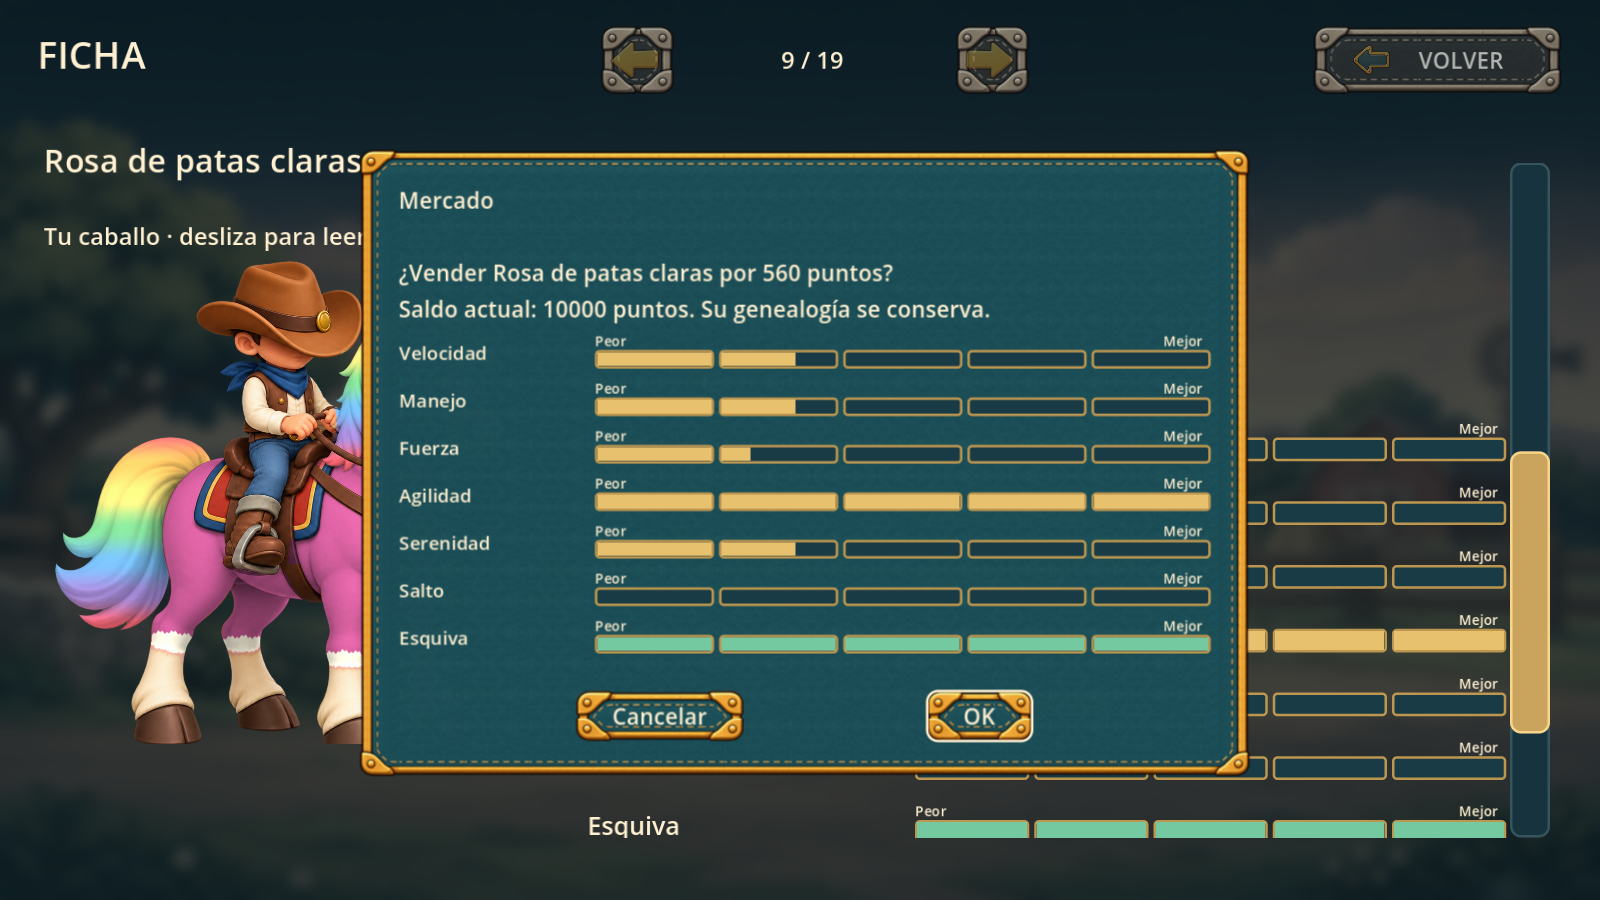 FICHA
9 / 19
VOLVER
Rosa de patas claras
Tu caballo · desliza para leer
Mercado
¿Vender Rosa de patas claras por 560 puntos?
Saldo actual: 10000 puntos. Su genealogía se conserva.
Velocidad Peor Mejor
Manejo Peor Mejor
Fuerza Peor Mejor
Agilidad Peor Mejor
Serenidad Peor Mejor
Salto Peor Mejor
Esquiva Peor Mejor
Cancelar OK
Mejor
Mejor
Mejor
Mejor
Mejor
Mejor
Esquiva Peor Mejor